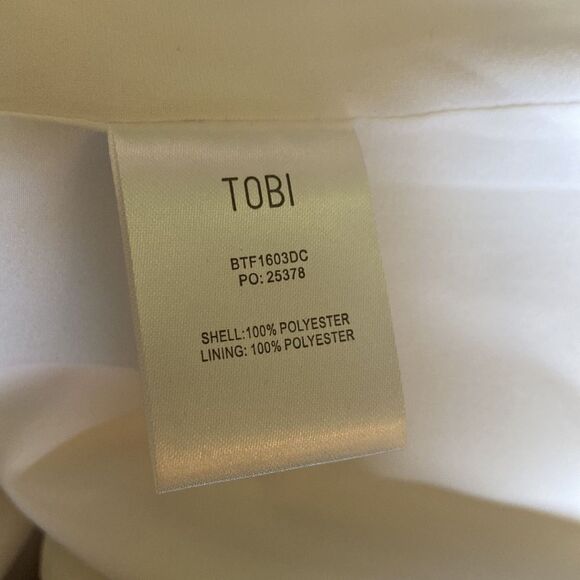 TOBI
BTF1603DC
PO: 25378
SHELL:100% POLYESTER
LINING: 100% POLYESTER